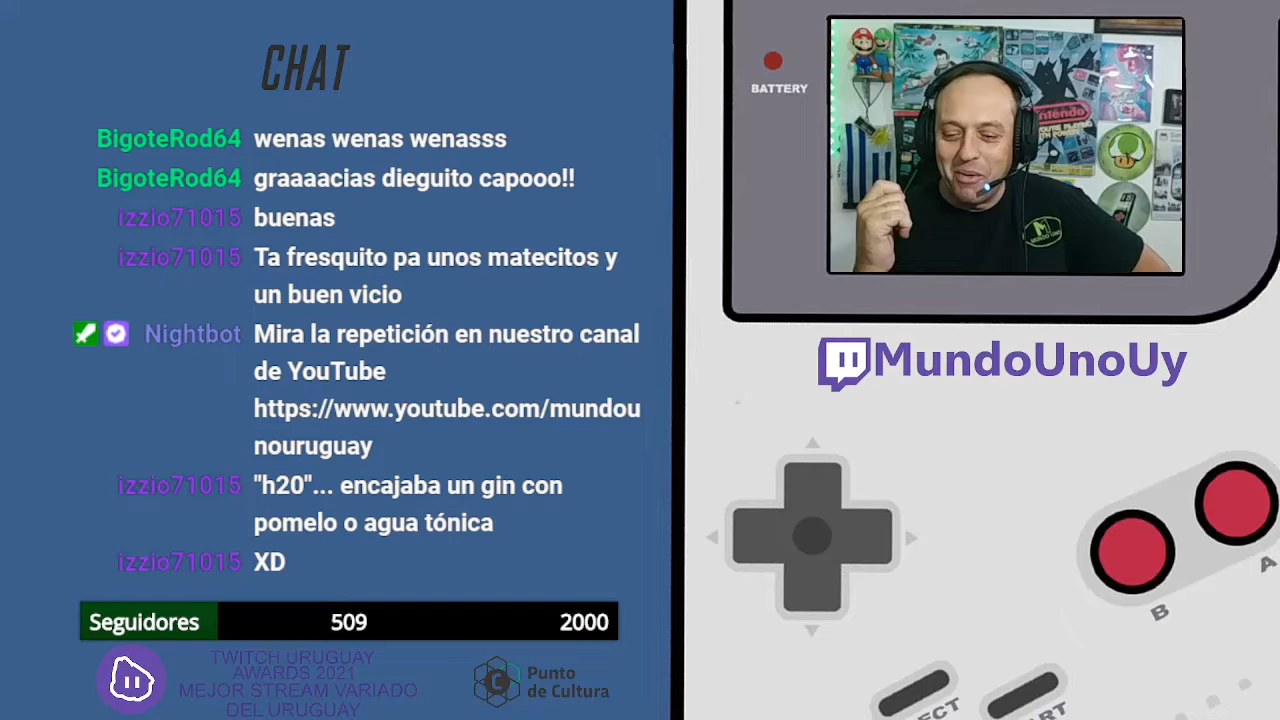 CHAT
BigoteRod64 wenas wenas wenasss
BigoteRod64 graaaacias dieguito capooo!!
izzio71015 buenas
izzio71015 Ta fresquito pa unos matecitos y
un buen vicio
Nightbot Mira la repetición en nuestro canal
de YouTube
https://www.youtube.com/mundou
nouruguay
izzio71015 "h20"... encajaba un gin con
pomelo o agua tónica
izzio71015 XD
Seguidores 509 2000
TWITCH URUGUAY
AWARDS 2021
MEJOR STREAM VARIADO
DEL URUGUAY
Punto
de Cultura
BATTERY
Nintendo
MundoUnoUy
A
B